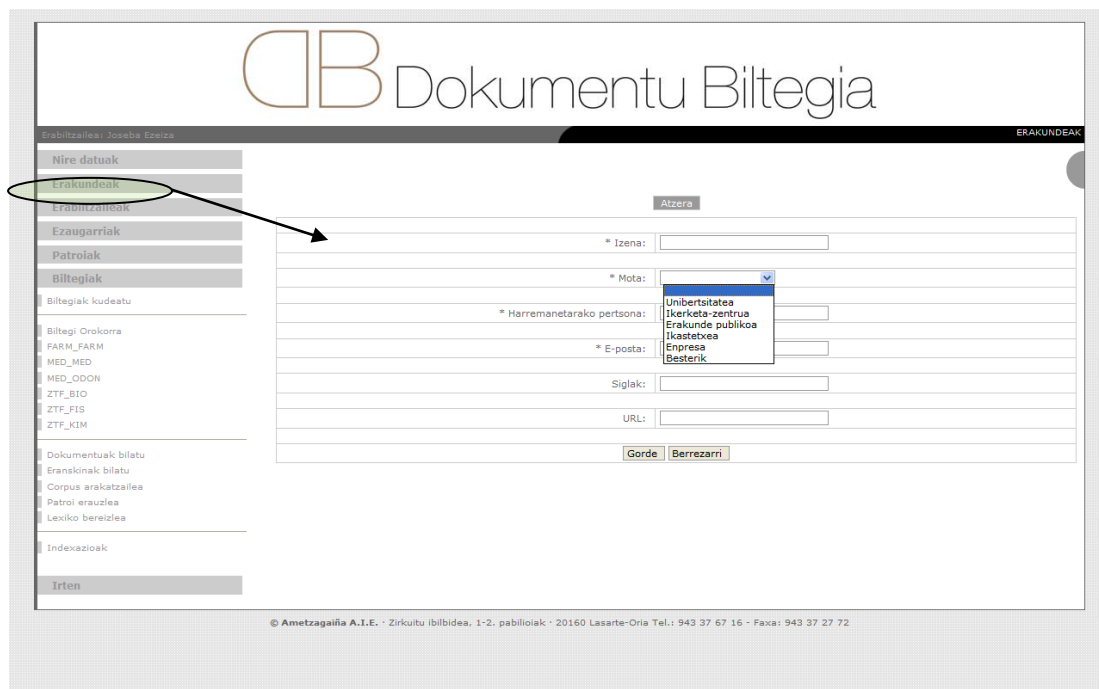 DB Dokumentu Biltegia
Erabiltzailea: Joseba Ezeiza
ERAKUNDEAK
Nire datuak
Erakundeak
Erabiltzaileak
Ezaugarriak
Patroiak
Biltegiak
Biltegiak kudeatu
Biltegi Orokorra
FARM_FARM
MED_MED
MED_ODON
ZTF_BIO
ZTF_FIS
ZTF_KIM
Dokumentuak bilatu
Eranskinak bilatu
Corpus arakatzailea
Patroi erauzlea
Lexiko bereizlea
Indexazioak
Irten
Atzera
* Izena:
* Mota:
Unibertsitatea
Ikerketa-zentrua
Erakunde publikoa
Ikastetxea
Enpresa
Besterik
* Harremanetarako pertsona:
* E-posta:
Siglak:
URL:
Gorde Berrezarri
© Ametzagaiña A.I.E. · Zirkuitu ibilbidea, 1-2. pabilioiak · 20160 Lasarte-Oria Tel.: 943 37 67 16 - Faxa: 943 37 27 72